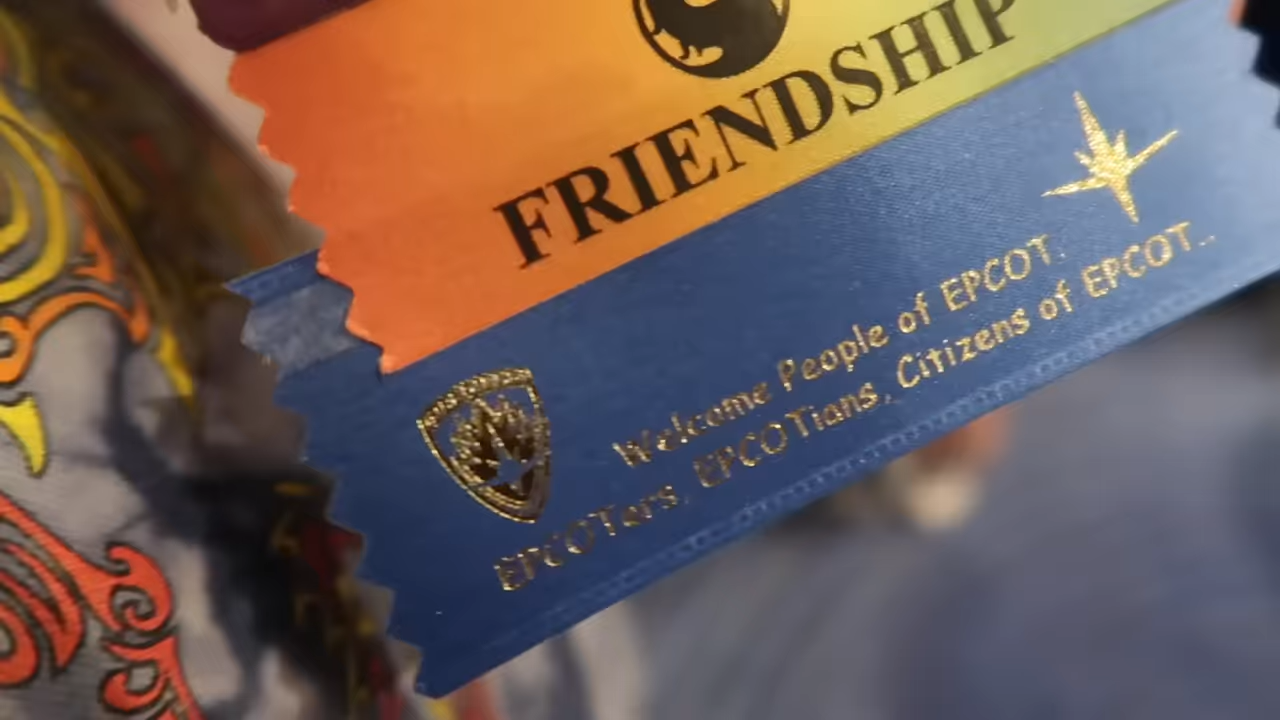 FRIENDSHIP
Welcome People of EPCOT,
EPCOTers, EPCOTians, Citizens of EPCOT..